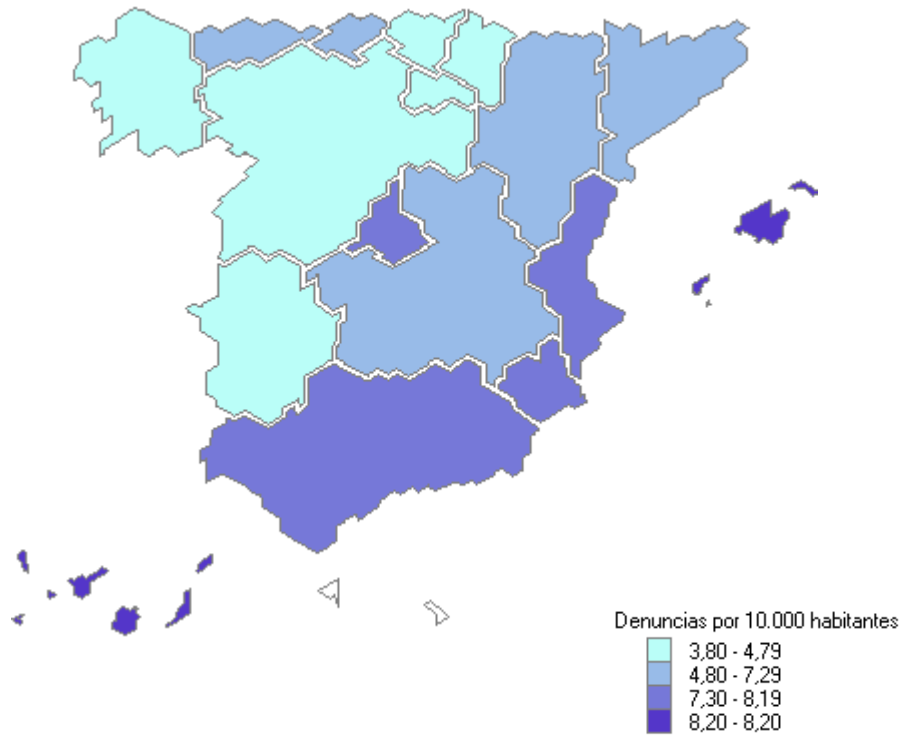 Denuncias por 10.000 habitantes
3,80 - 4,79
4,80 - 7,29
7,30 - 8,19
8,20 - 8,20